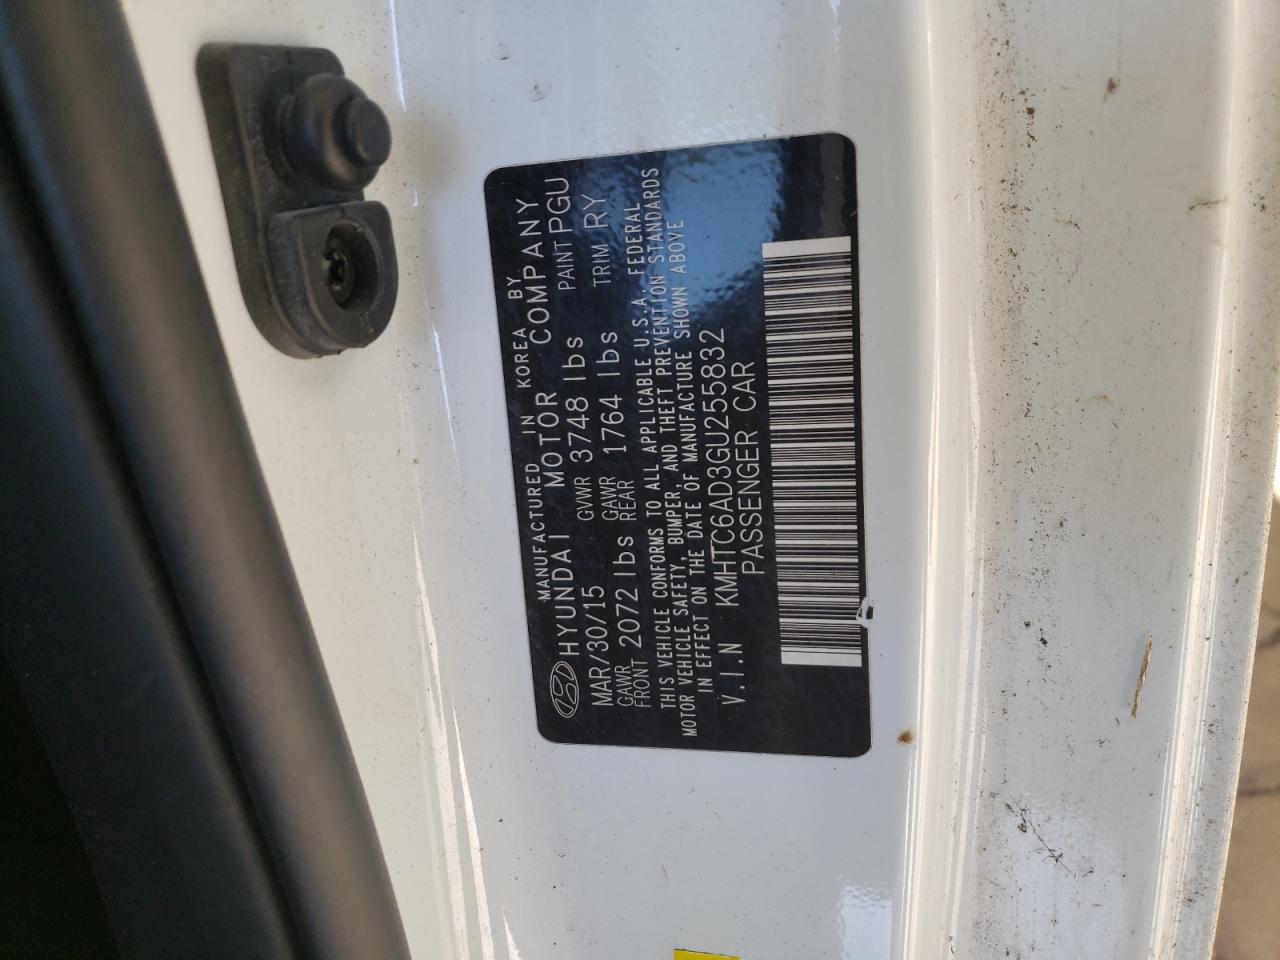 MANUFACTURED IN KOREA BY
HYUNDAI MOTOR COMPANY
MAR/30/15 GVWR 3748 lbs PAINT PGU
GAWR FRONT 2072 lbs GAWR REAR 1764 lbs TRIM RY
THIS VEHICLE CONFORMS TO ALL APPLICABLE U.S.A. FEDERAL
MOTOR VEHICLE SAFETY, BUMPER, AND THEFT PREVENTION STANDARDS
IN EFFECT ON THE DATE OF MANUFACTURE SHOWN ABOVE
V.I.N KMHTC6AD3GU255832
PASSENGER CAR